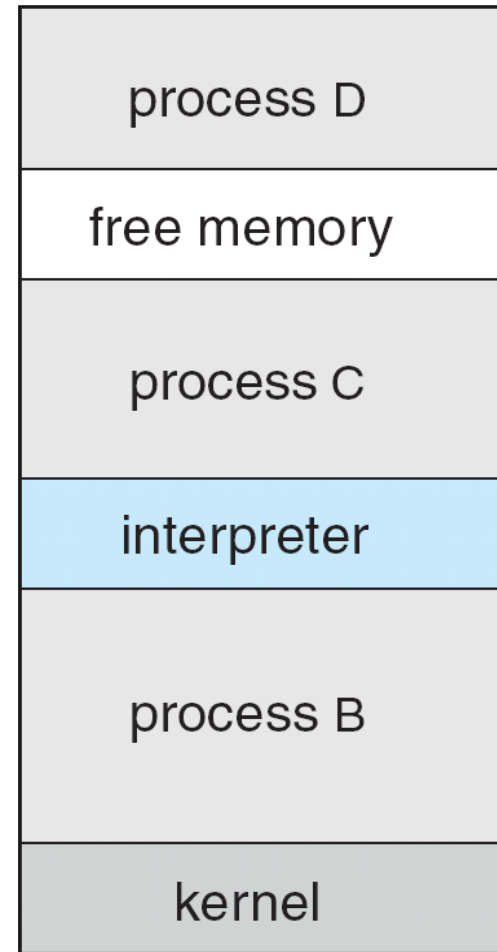 process D
free memory
process C
interpreter
process B
kernel